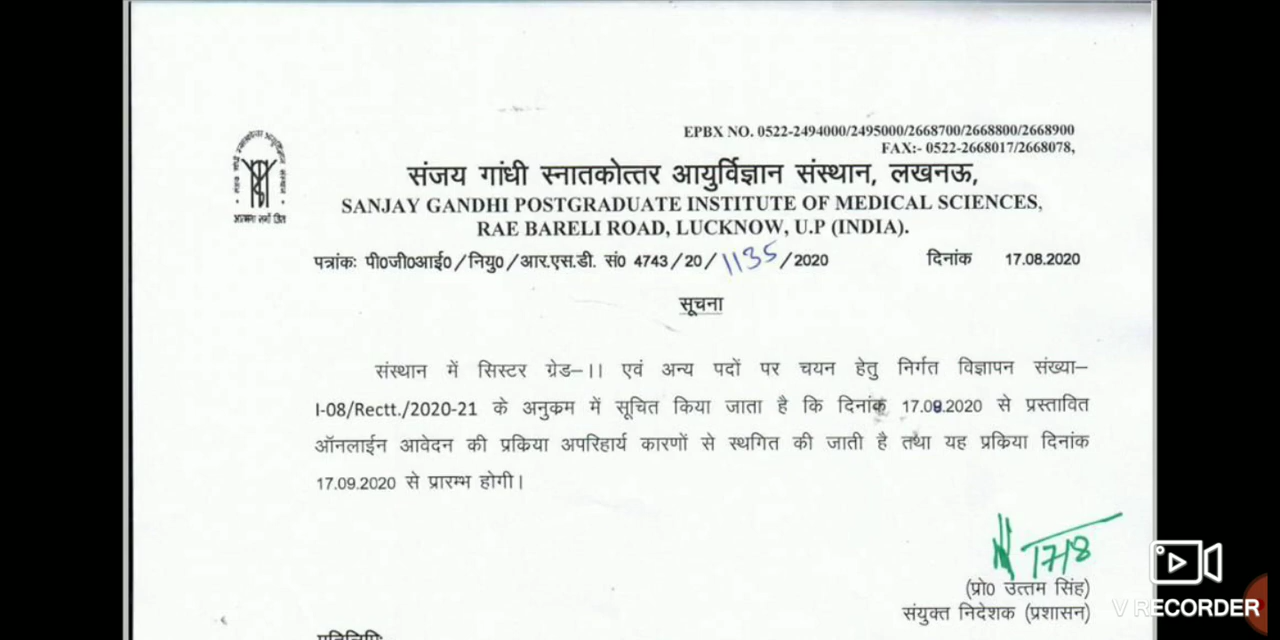 EPBX NO. 0522-2494000/2495000/2668700/2668800/2668900
FAX:- 0522-2668017/2668078,
संजय गांधी स्नातकोत्तर आयुर्विज्ञान संस्थान, लखनऊ,
SANJAY GANDHI POSTGRADUATE INSTITUTE OF MEDICAL SCIENCES,
RAE BARELI ROAD, LUCKNOW, U.P (INDIA).
पत्रांकः पी0जी0आई0/नियु0/आर.एस.डी. सं0 4743/20/1135/2020 दिनांक 17.08.2020
सूचना
संस्थान में सिस्टर ग्रेड–।। एवं अन्य पदों पर चयन हेतु निर्गत विज्ञापन संख्या–
I-08/Rectt./2020-21 के अनुक्रम में सूचित किया जाता है कि दिनांक 17.08.2020 से प्रस्तावित
ऑनलाईन आवेदन की प्रकिया अपरिहार्य कारणों से स्थगित की जाती है तथा यह प्रकिया दिनांक
17.09.2020 से प्रारम्भ होगी।
17/8
(प्रो0 उत्तम सिंह)
संयुक्त निदेशक (प्रशासन)
प्रतिलिपिः
V RECORDER